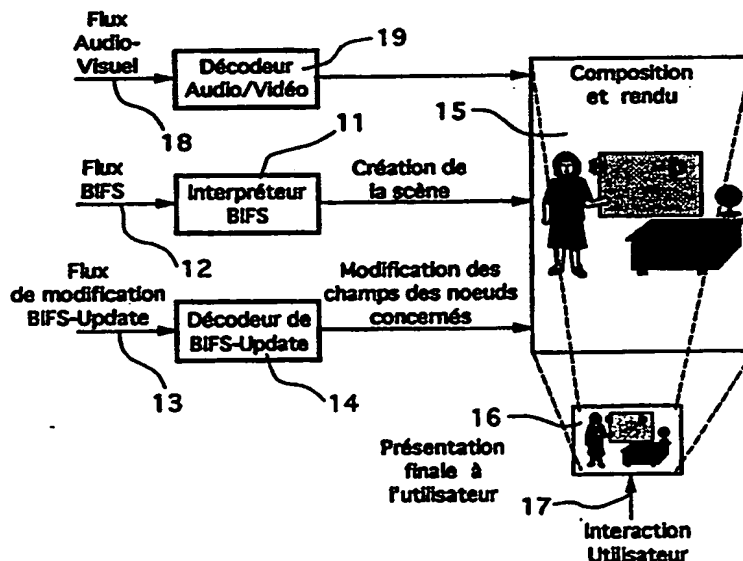 Flux
Audio-
Visuel
18
Décodeur
Audio/Vidéo
19
Composition
et rendu
15
Flux
BIFS
12
11
Interpréteur
BIFS
Création de
la scène
Flux
de modification
BIFS-Update
13
Décodeur de
BIFS-Update
14
Modification des
champs des noeuds
concernés
16
Présentation
finale à
l'utilisateur
17
Interaction
Utilisateur